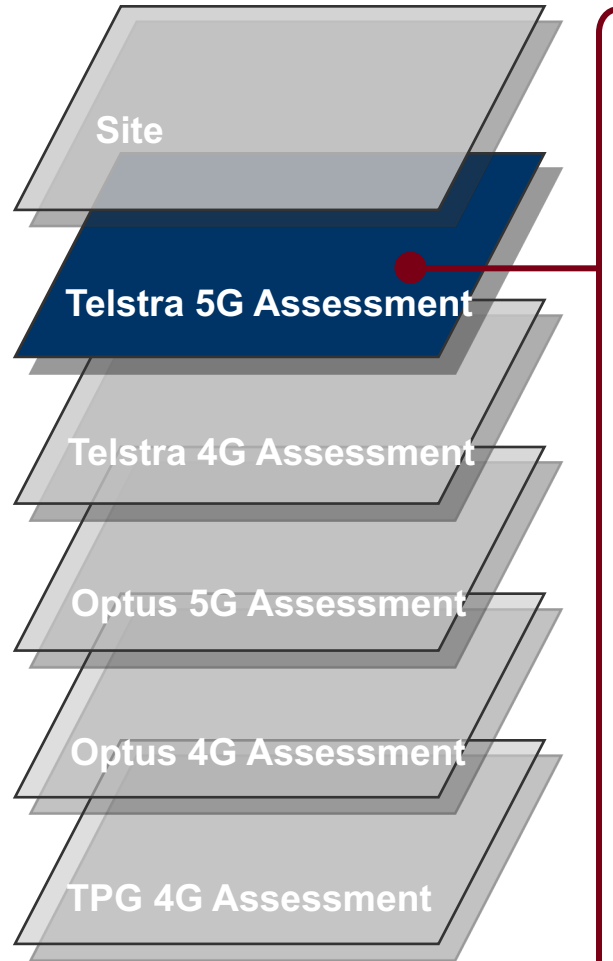 Site
Telstra 5G Assessment
Telstra 4G Assessment
Optus 5G Assessment
Optus 4G Assessment
TPG 4G Assessment